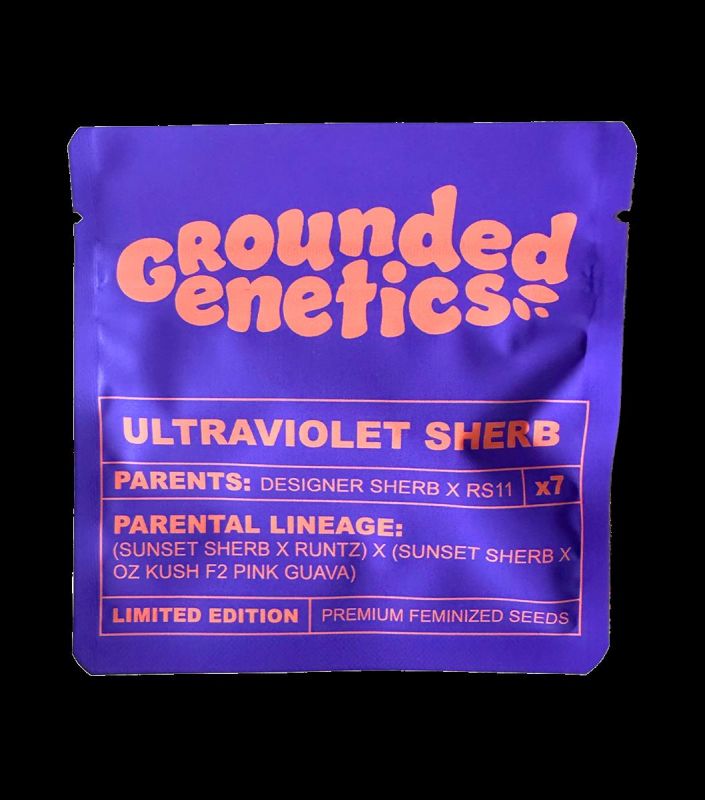 Grounded
Genetics
ULTRAVIOLET SHERB
PARENTS: DESIGNER SHERB X RS11
x7
PARENTAL LINEAGE:
(SUNSET SHERB X RUNTZ) X (SUNSET SHERB X
OZ KUSH F2 PINK GUAVA)
LIMITED EDITION
PREMIUM FEMINIZED SEEDS